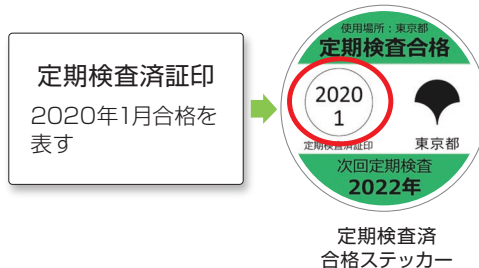 定期検査済証印
2020年1月合格を
表す
使用場所：東京都
定期検査合格
2020
1
定期検査済証印
東京都
次回定期検査
2022年
定期検査済
合格ステッカー